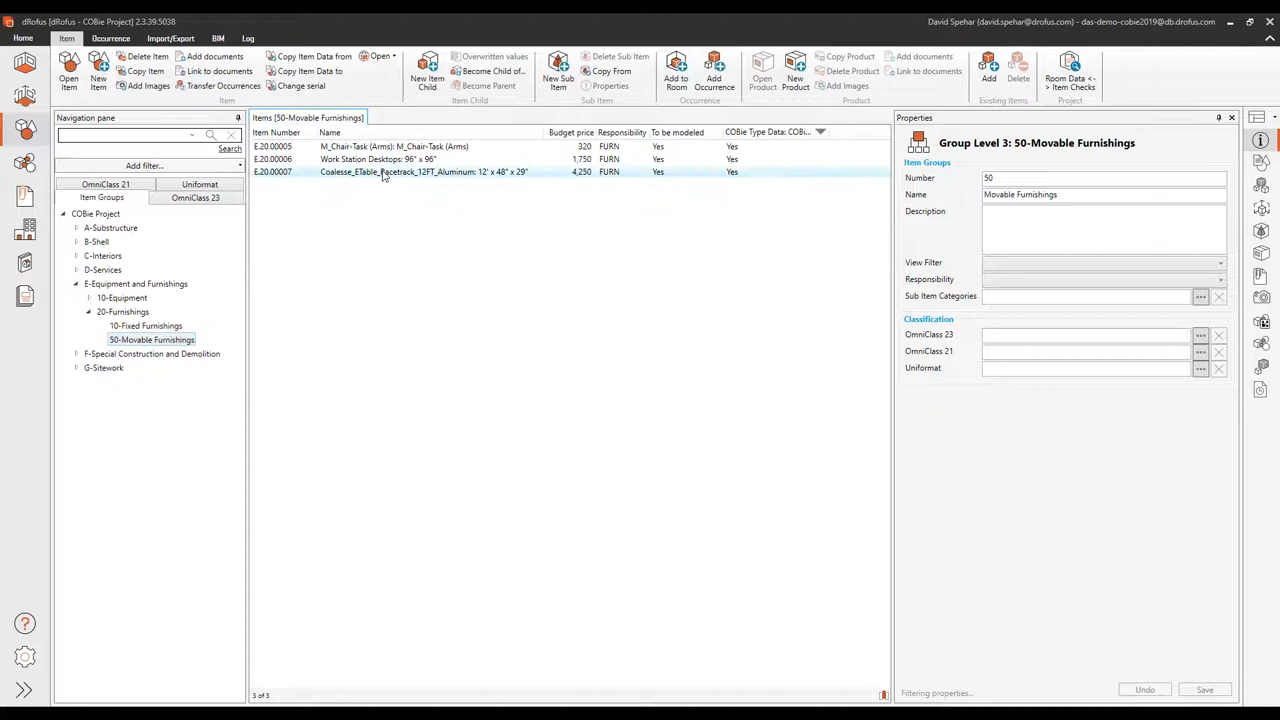 dRofus [dRofus - COBie Project] 2.3.39.5038
David Spehar (david.spehar@drofus.com) - das-demo-cobie2019@db.drofus.com
Home Item Occurrence Import/Export BIM Log
Open Item
New Item
Delete Item
Copy Item
Add Images
Add documents
Link to documents
Transfer Occurrences
Copy Item Data from
Copy Item Data to
Change serial
Open
Item
New Item Child
Overwritten values
Become Child of...
Become Parent
Item Child
New Sub Item
Delete Sub Item
Copy From
Properties
Sub Item
Add to Room
Add Occurrence
Occurrence
Open Product
New Product
Copy Product
Delete Product
Add Images
Add documents
Link to documents
Product
Add
Delete
Existing Items
Room Data <-> Item Checks
Project
Navigation pane
Search
Add filter...
OmniClass 21
Uniformat
Item Groups
OmniClass 23
COBie Project
A-Substructure
B-Shell
C-Interiors
D-Services
E-Equipment and Furnishings
10-Equipment
20-Furnishings
10-Fixed Furnishings
50-Movable Furnishings
F-Special Construction and Demolition
G-Sitework
Items [50-Movable Furnishings]
Item Number Name Budget price Responsibility To be modeled COBie Type Data: COBi...
E.20.00005 M_Chair-Task (Arms): M_Chair-Task (Arms) 320 FURN Yes Yes
E.20.00006 Work Station Desktops: 96" x 96" 1,750 FURN Yes Yes
E.20.00007 Coalesse_ETable_Racetrack_12FT_Aluminum: 12' x 48" x 29" 4,250 FURN Yes Yes
3 of 3
Properties
Group Level 3: 50-Movable Furnishings
Item Groups
Number 50
Name Movable Furnishings
Description
View Filter
Responsibility
Sub Item Categories
Classification
OmniClass 23
OmniClass 21
Uniformat
Filtering properties...
Undo
Save